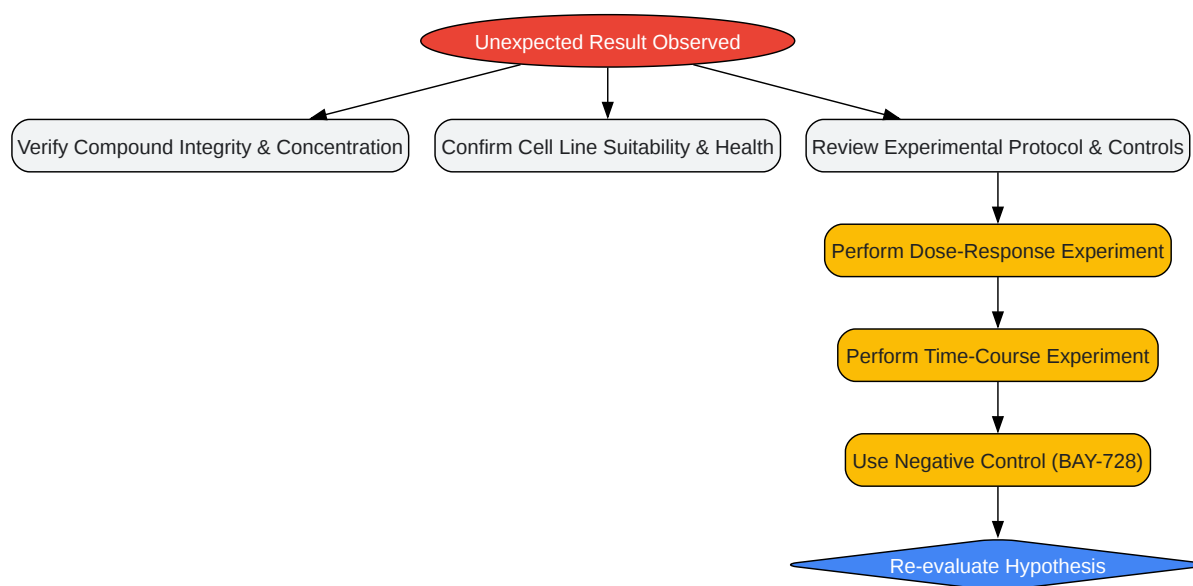 Unexpected Result Observed
Verify Compound Integrity & Concentration
Confirm Cell Line Suitability & Health
Review Experimental Protocol & Controls
Perform Dose-Response Experiment
Perform Time-Course Experiment
Use Negative Control (BAY-728)
Re-evaluate Hypothesis